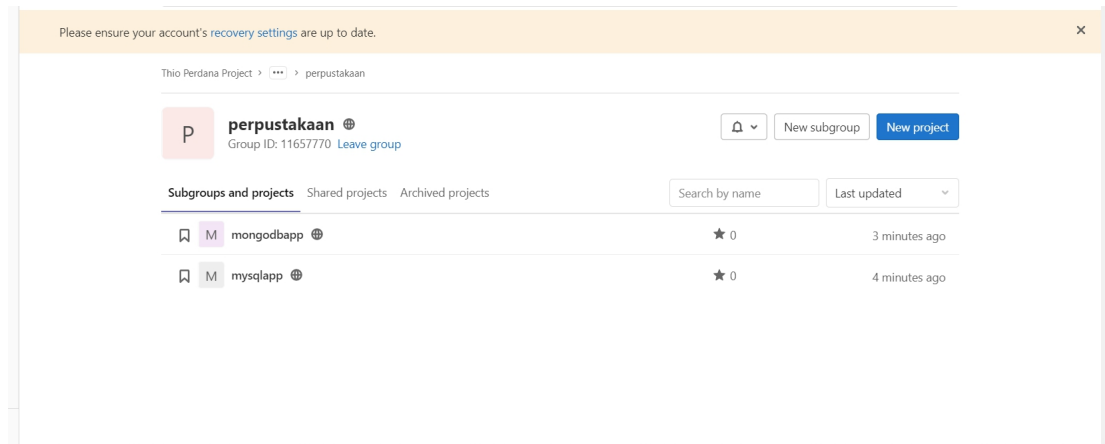 Please ensure your account's recovery settings are up to date.
Thio Perdana Project > ••• > perpustakaan
P
perpustakaan
Group ID: 11657770 Leave group
New subgroup
New project
Subgroups and projects Shared projects Archived projects
Search by name
Last updated
M mongodbapp 0 3 minutes ago
M mysqlapp 0 4 minutes ago